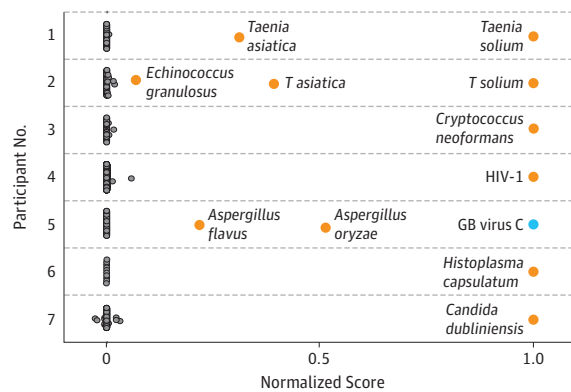 Participant No.
1
Taenia
asiatica
Taenia
solium
2
Echinococcus
granulosus
T asiatica
T solium
3
Cryptococcus
neoformans
4
HIV-1
5
Aspergillus
flavus
Aspergillus
oryzae
GB virus C
6
Histoplasma
capsulatum
7
Candida
dubliniensis
0
0.5
1.0
Normalized Score